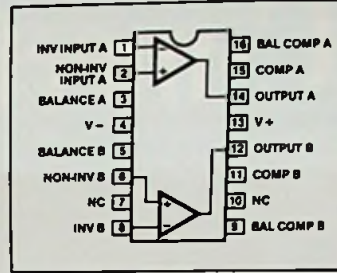 INV INPUT A 1
NON-INV INPUT A 2
BALANCE A 3
V – 4
BALANCE B 5
NON-INV B 6
NC 7
INV B 8
16 BAL COMP A
15 COMP A
14 OUTPUT A
13 V +
12 OUTPUT B
11 COMP B
10 NC
9 BAL COMP B
– +
+ –